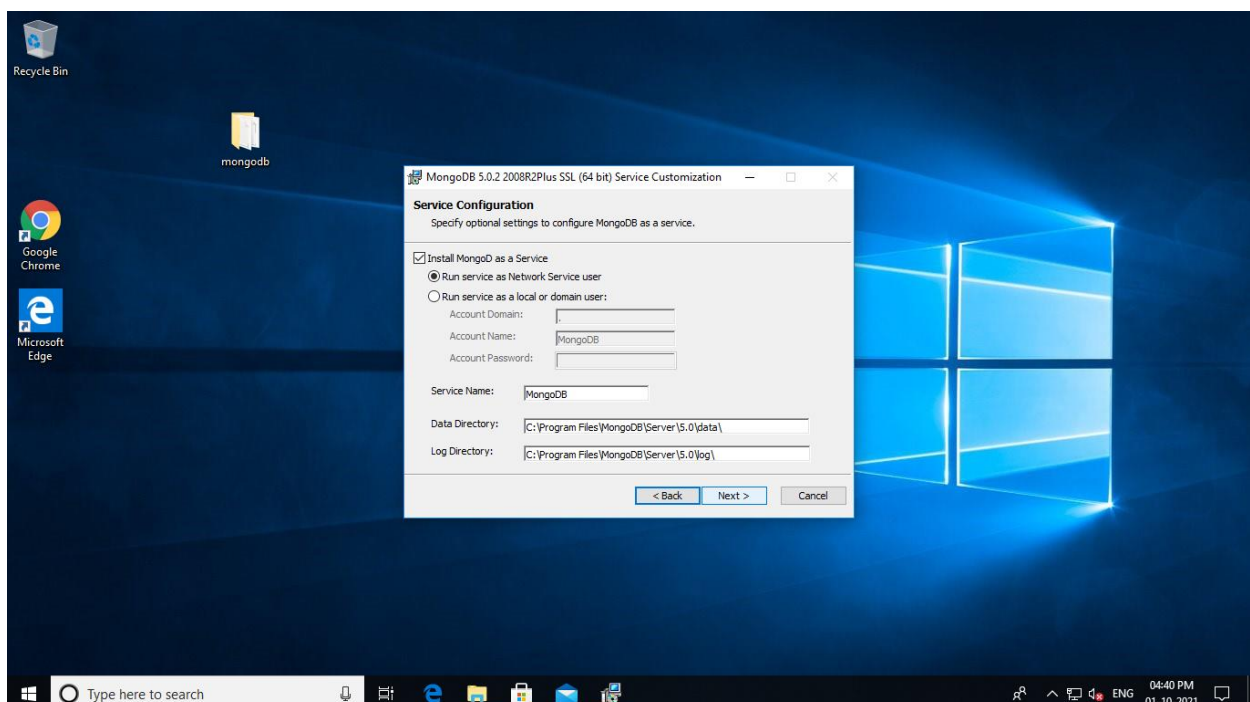 Recycle Bin
mongodb
Google
Chrome
Microsoft
Edge
MongoDB 5.0.2 2008R2Plus SSL (64 bit) Service Customization
Service Configuration
Specify optional settings to configure MongoDB as a service.
Install MongoD as a Service
Run service as Network Service user
Run service as a local or domain user:
Account Domain:
.
Account Name:
MongoDB
Account Password:
Service Name:
MongoDB
Data Directory:
C:\Program Files\MongoDB\Server\5.0\data\
Log Directory:
C:\Program Files\MongoDB\Server\5.0\log\
< Back
Next >
Cancel
Type here to search
ENG
04:40 PM
01-10-2021